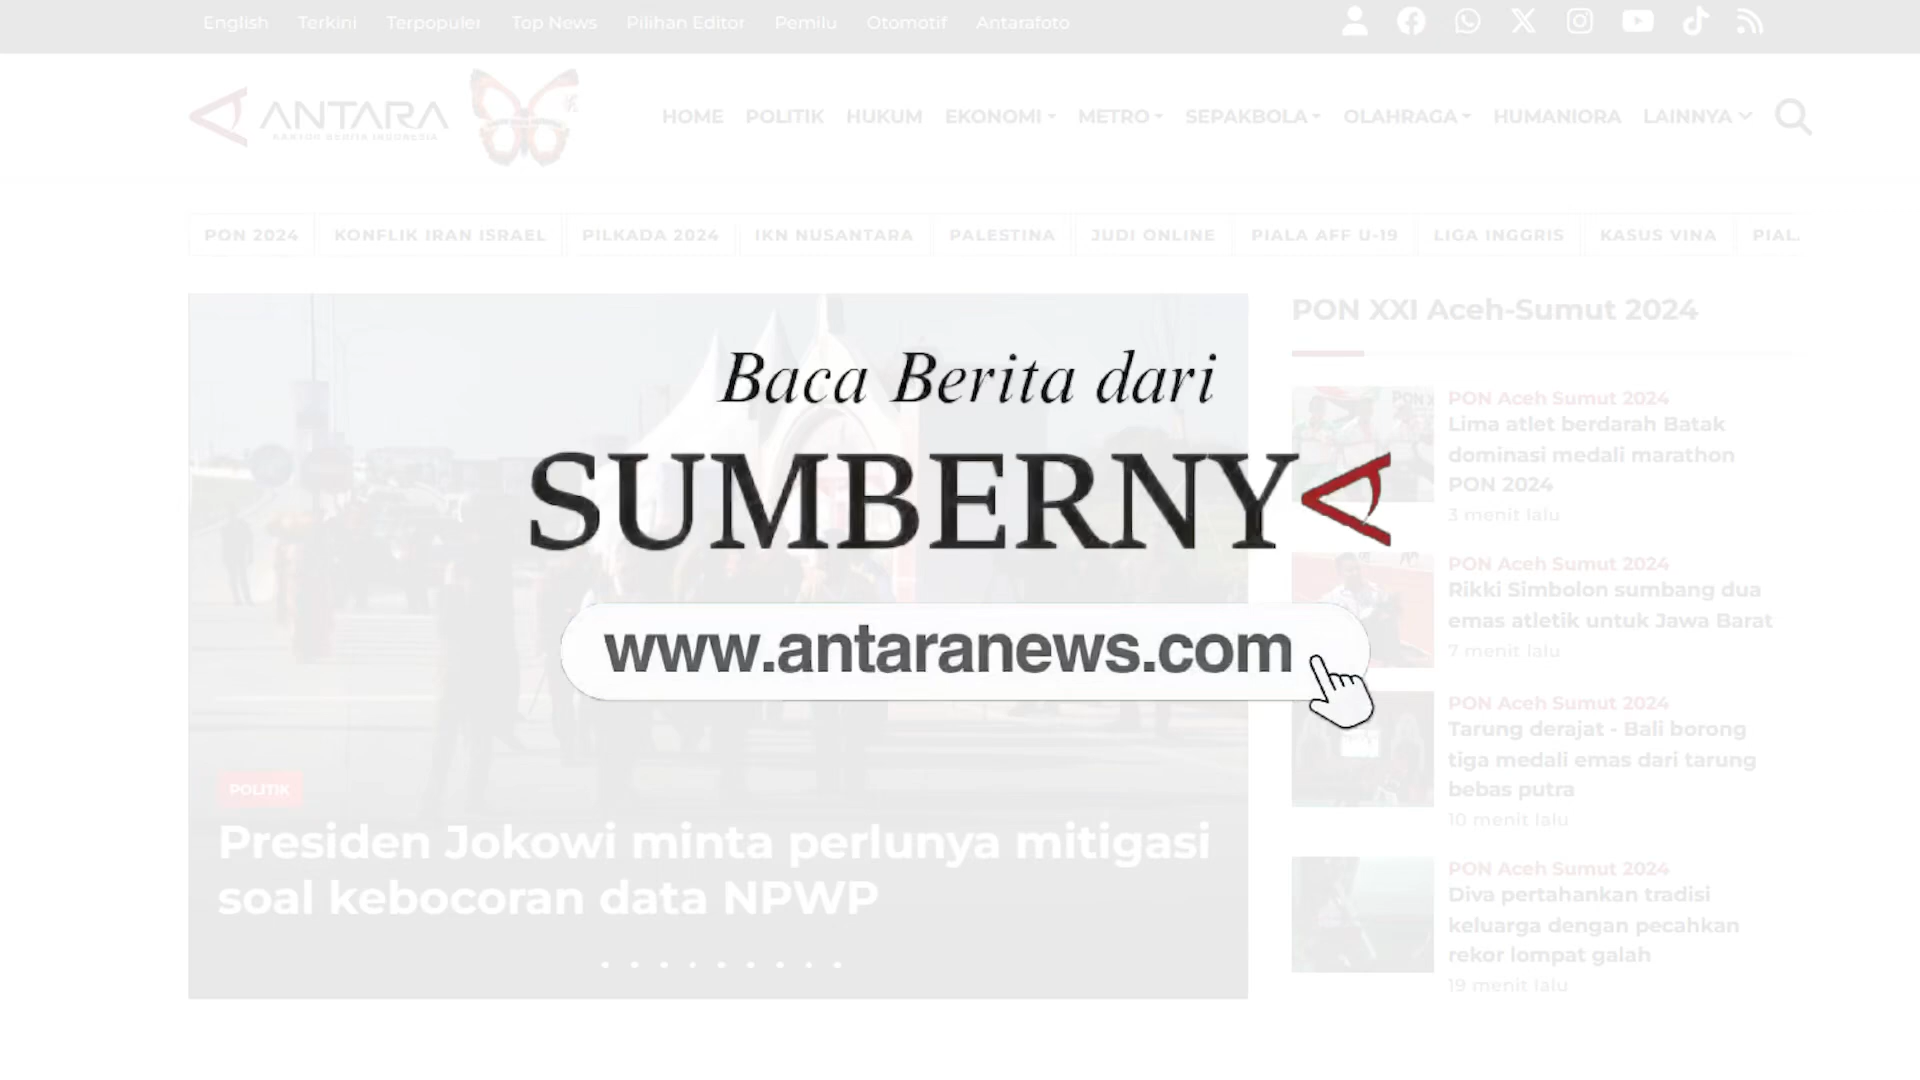 English Terkini Terpopuler Top News Pilihan Editor Pemilu Otomotif Antarafoto
ANTARA
KANTOR BERITA INDONESIA
HOME POLITIK HUKUM EKONOMI METRO SEPAKBOLA OLAHRAGA HUMANIORA LAINNYA
PON 2024 KONFLIK IRAN ISRAEL PILKADA 2024 IKN NUSANTARA PALESTINA JUDI ONLINE PIALA AFF U-19 LIGA INGGRIS KASUS VINA PIAL
Baca Berita dari
SUMBERNYA
www.antaranews.com
POLITIK
Presiden Jokowi minta perlunya mitigasi
soal kebocoran data NPWP
PON XXI Aceh-Sumut 2024
PON Aceh Sumut 2024
Lima atlet berdarah Batak
dominasi medali marathon
PON 2024
3 menit lalu
PON Aceh Sumut 2024
Rikki Simbolon sumbang dua
emas atletik untuk Jawa Barat
7 menit lalu
PON Aceh Sumut 2024
Tarung derajat - Bali borong
tiga medali emas dari tarung
bebas putra
10 menit lalu
PON Aceh Sumut 2024
Diva pertahankan tradisi
keluarga dengan pecahkan
rekor lompat galah
19 menit lalu